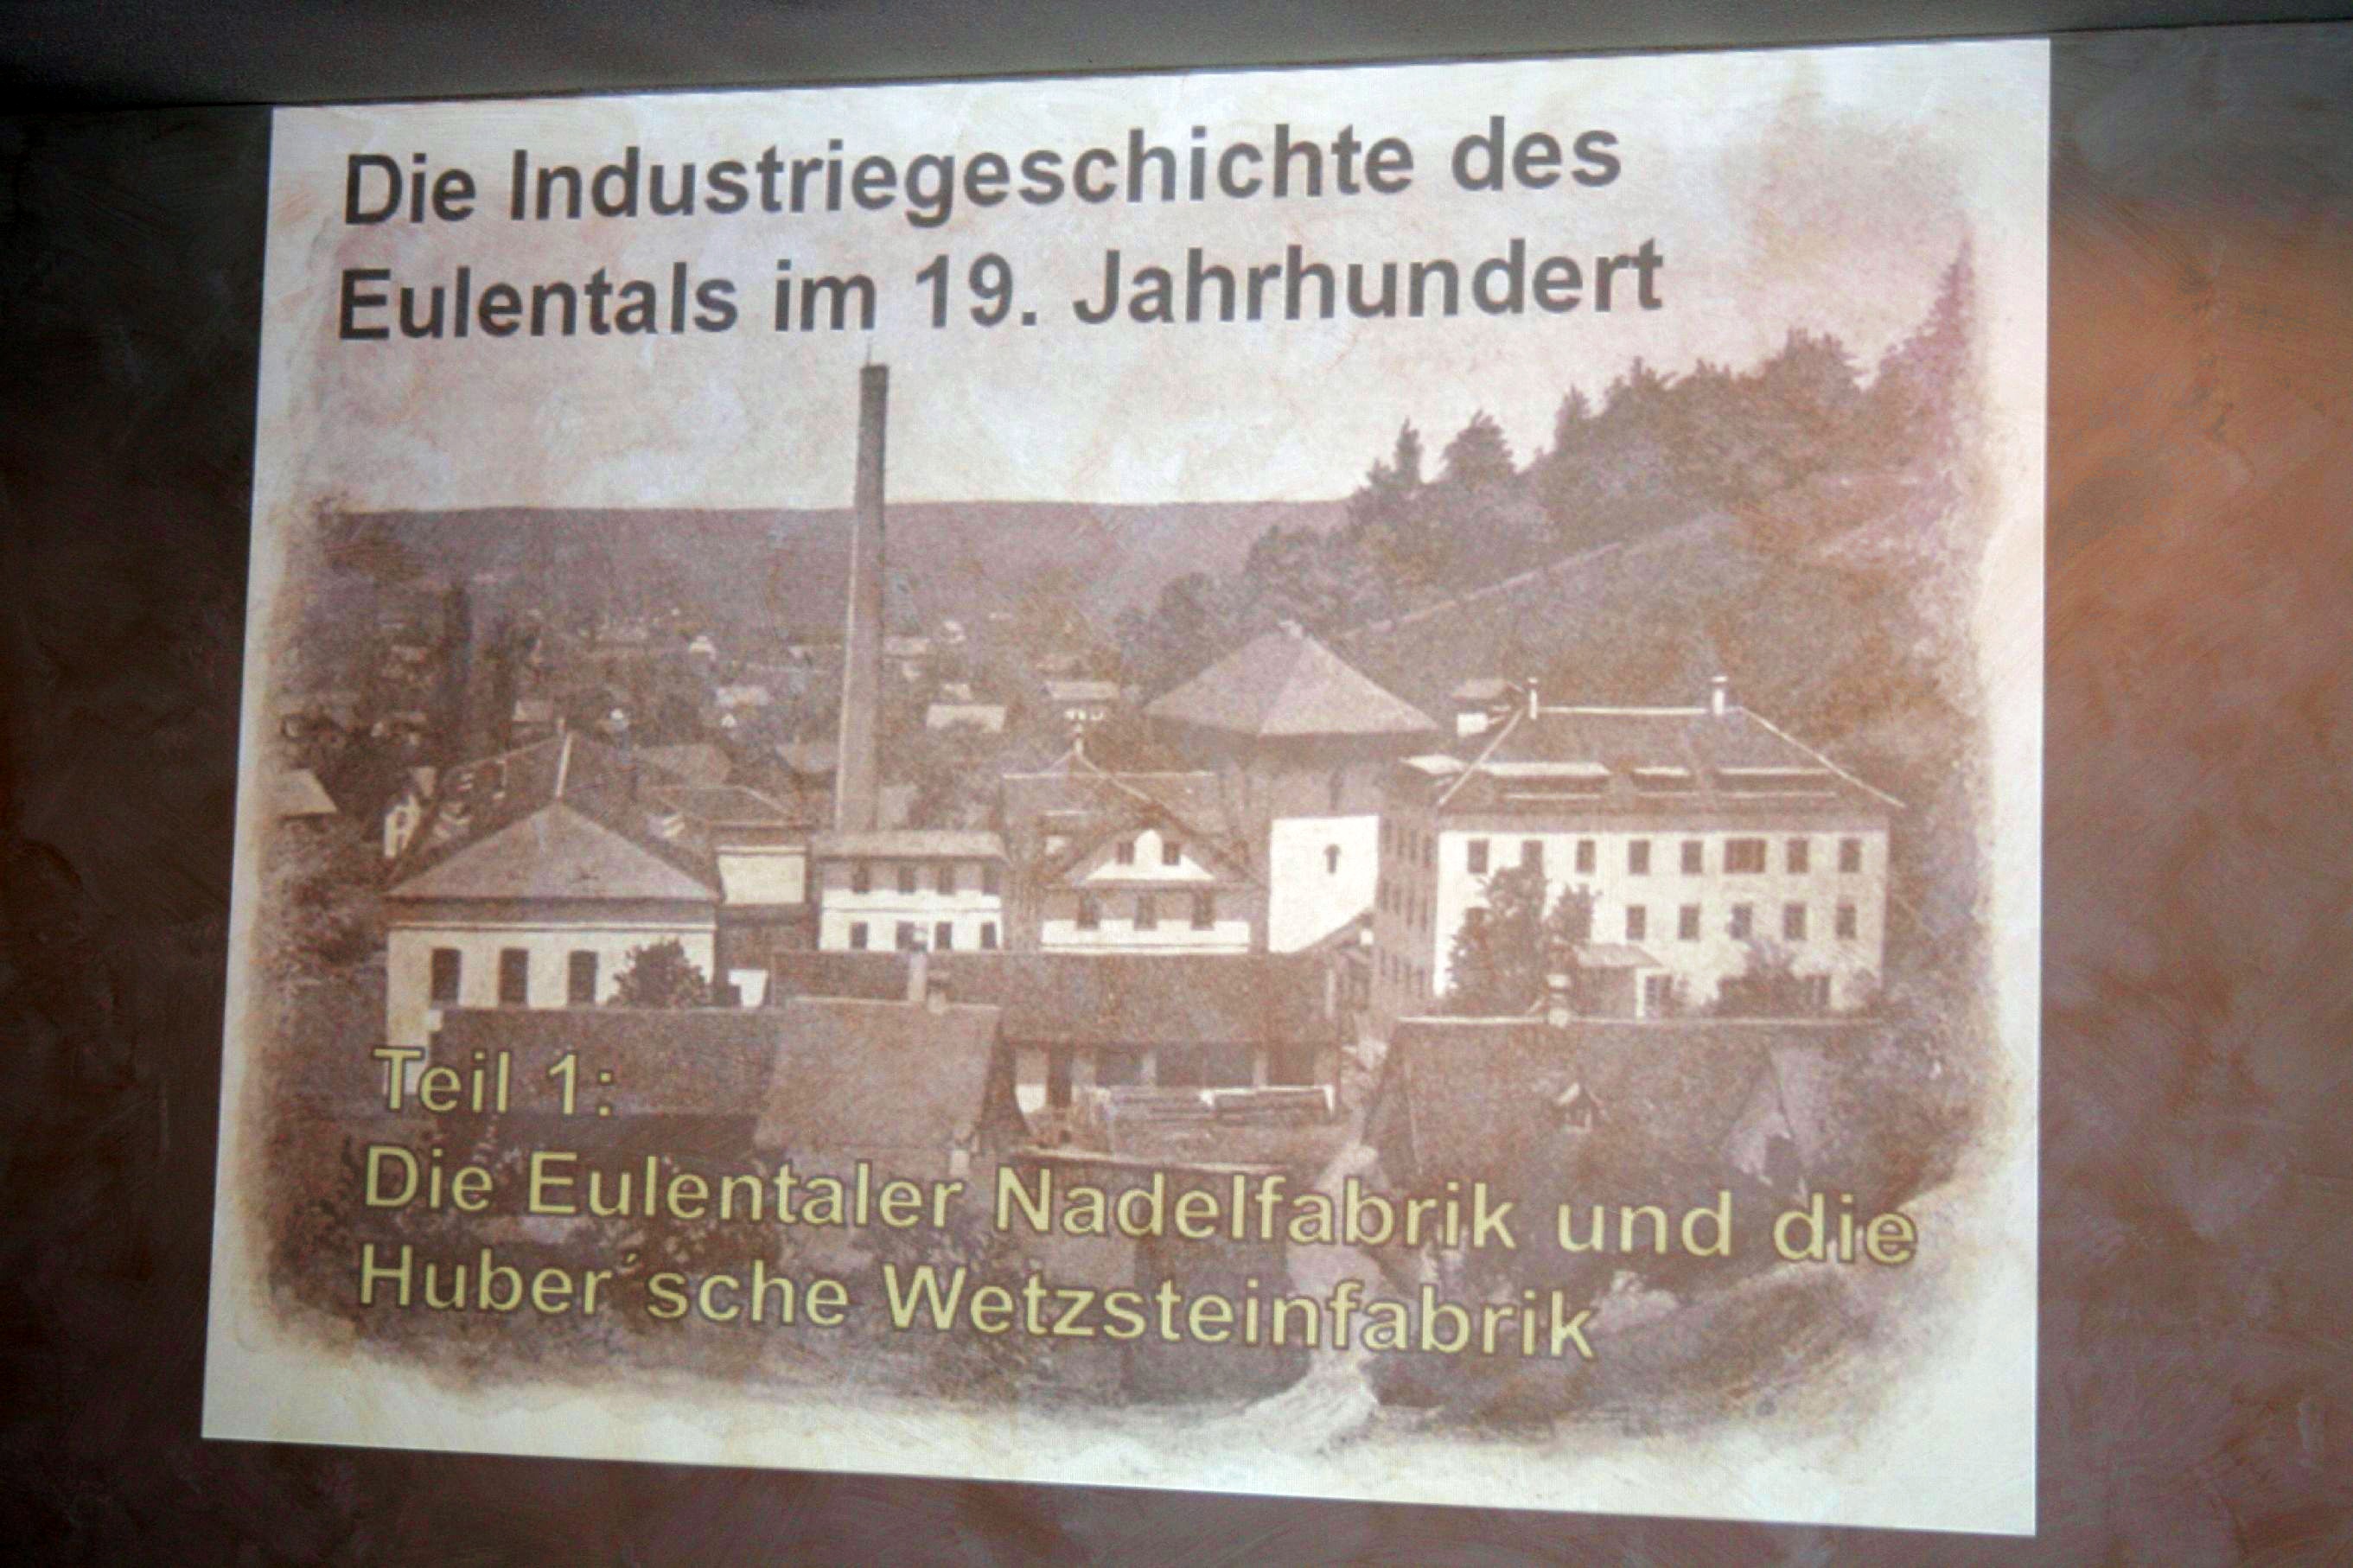 Die Industriegeschichte des
Eulentals im 19. Jahrhundert
Teil 1:
Die Eulentaler Nadelfabrik und die
Huber´sche Wetzsteinfabrik